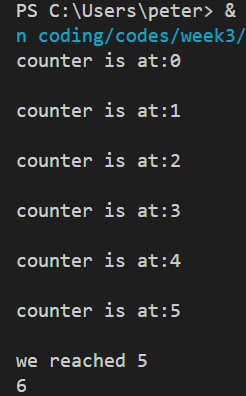 PS C:\Users\peter> &
n coding/codes/week3/
counter is at:0
counter is at:1
counter is at:2
counter is at:3
counter is at:4
counter is at:5
we reached 5
6